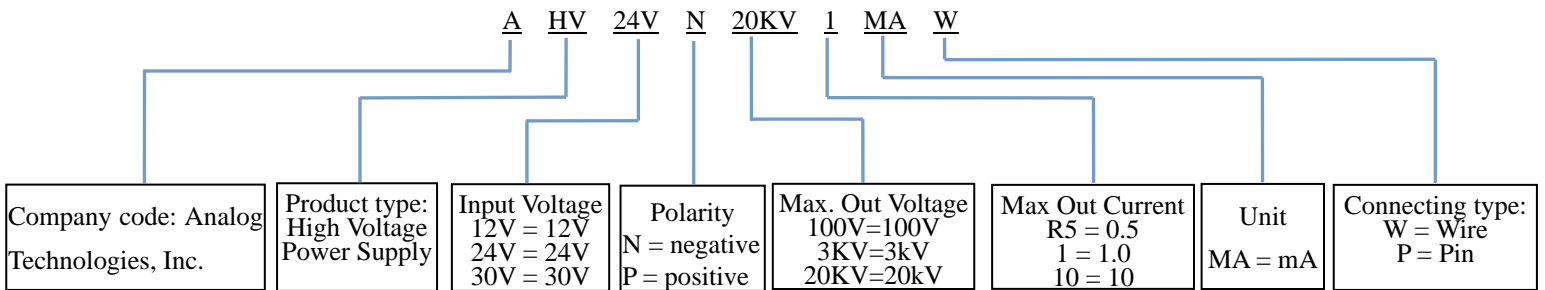 A HV 24V N 20KV 1 MA W
Company code: Analog
Technologies, Inc.
Product type:
High Voltage
Power Supply
Input Voltage
12V = 12V
24V = 24V
30V = 30V
Polarity
N = negative
P = positive
Max. Out Voltage
100V=100V
3KV=3kV
20KV=20kV
Max Out Current
R5 = 0.5
1 = 1.0
10 = 10
Unit
MA = mA
Connecting type:
W = Wire
P = Pin